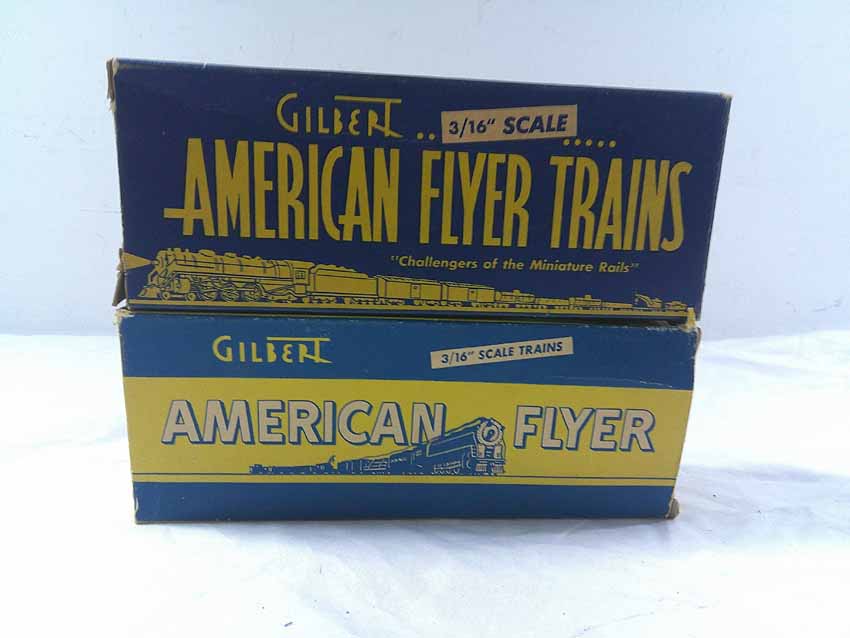 GILBERT .. 3/16" SCALE .....
AMERICAN FLYER TRAINS
"Challengers of the Miniature Rails"
GILBERT 3/16" SCALE TRAINS
AMERICAN FLYER